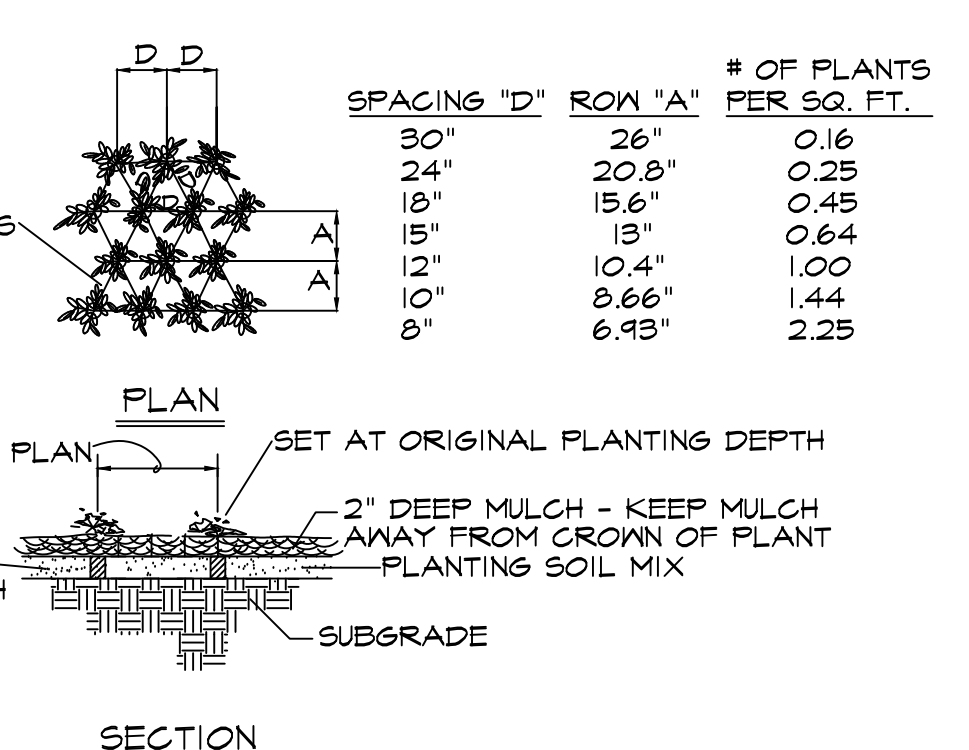 D D
# OF PLANTS
SPACING "D" ROW "A" PER SQ. FT.
30" 26" 0.16
24" 20.8" 0.25
18" 15.6" 0.45
15" 13" 0.64
12" 10.4" 1.00
10" 8.66" 1.44
8" 6.93" 2.25
D D
D
S
A
A
PLAN
PLAN
SET AT ORIGINAL PLANTING DEPTH
2" DEEP MULCH - KEEP MULCH
AWAY FROM CROWN OF PLANT
PLANTING SOIL MIX
H
SUBGRADE
SECTION